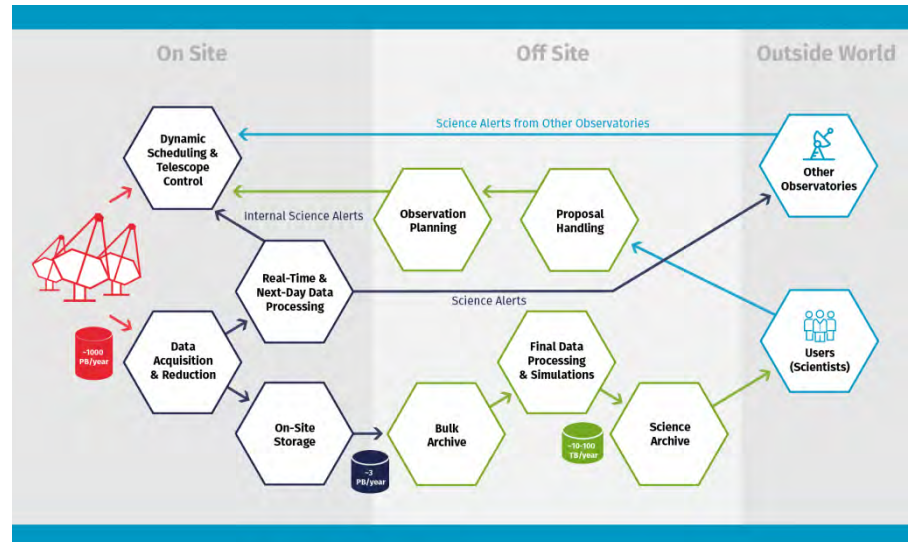 On Site
Off Site
Outside World
Science Alerts from Other Observatories
Dynamic
Scheduling &
Telescope
Control
Other
Observatories
Internal Science Alerts
Observation
Planning
Proposal
Handling
Real-Time &
Next-Day Data
Processing
Science Alerts
~1000
PB/year
Data
Acquisition
& Reduction
Final Data
Processing
& Simulations
Users
(Scientists)
On-Site
Storage
~3
PB/year
Bulk
Archive
~10-100
TB/year
Science
Archive